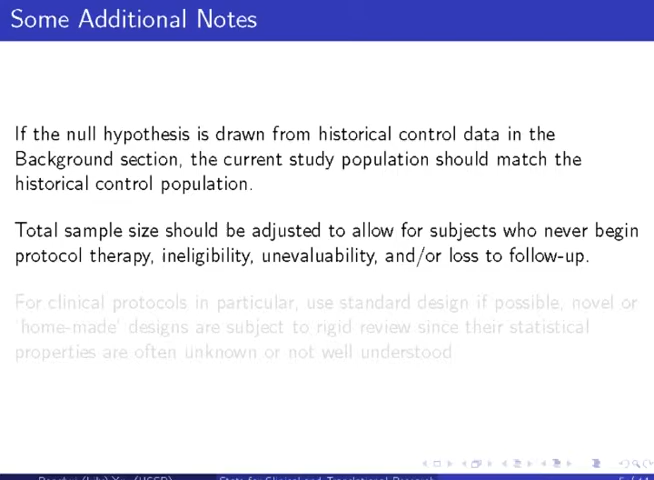 Some Additional Notes
If the null hypothesis is drawn from historical control data in the
Background section, the current study population should match the
historical control population.
Total sample size should be adjusted to allow for subjects who never begin
protocol therapy, ineligibility, unevaluability, and/or loss to follow-up.
For clinical protocols in particular, use standard design if possible, novel or
'home-made' designs are subject to rigid review since their statistical
properties are often unknown or not well understood